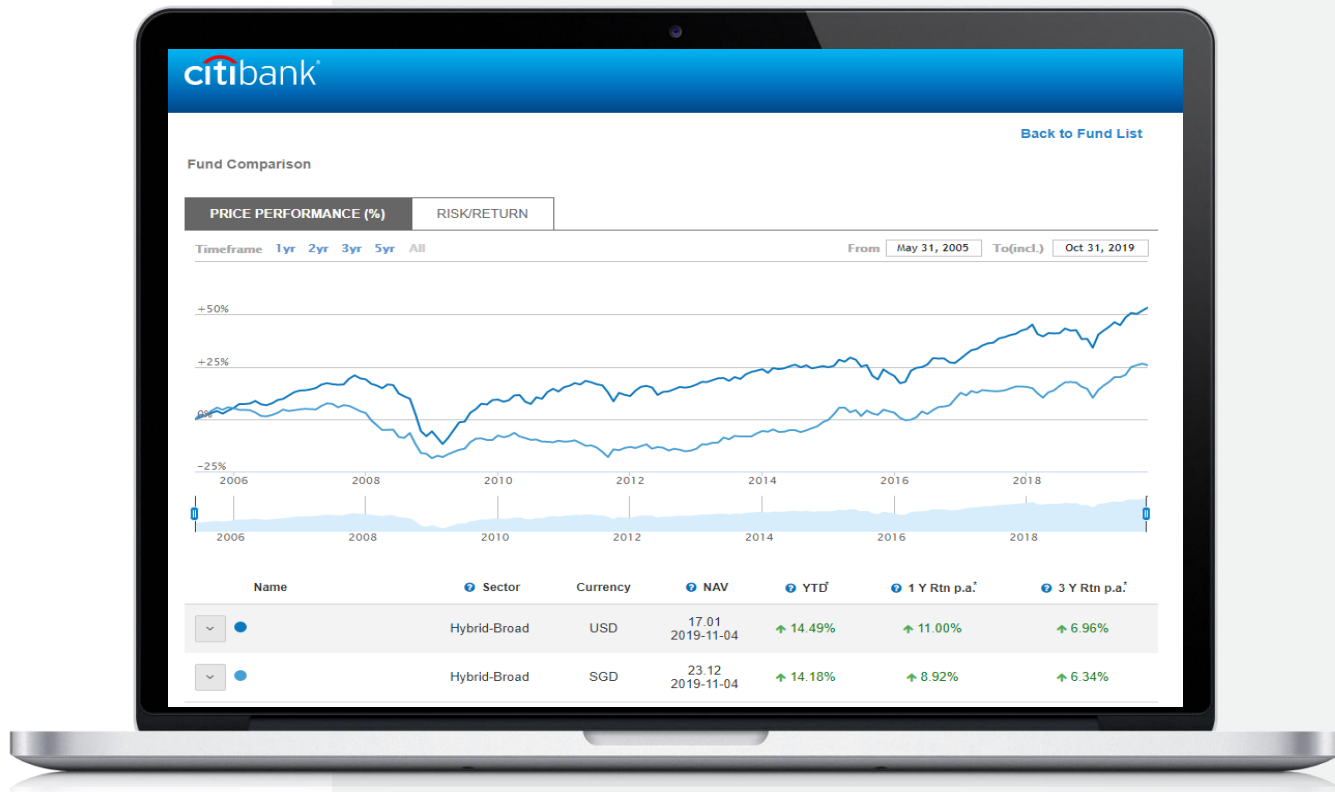 citibank
Back to Fund List
Fund Comparison
PRICE PERFORMANCE (%) RISK/RETURN
Timeframe 1yr 2yr 3yr 5yr All From May 31, 2005 To(incl.) Oct 31, 2019
+50%
+25%
0%
-25%
2006 2008 2010 2012 2014 2016 2018
2006 2008 2010 2012 2014 2016 2018
Name ? Sector Currency ? NAV ? YTD* ? 1 Y Rtn p.a.* ? 3 Y Rtn p.a.*
Hybrid-Broad USD 17.01 2019-11-04 14.49% 11.00% 6.96%
Hybrid-Broad SGD 23.12 2019-11-04 14.18% 8.92% 6.34%